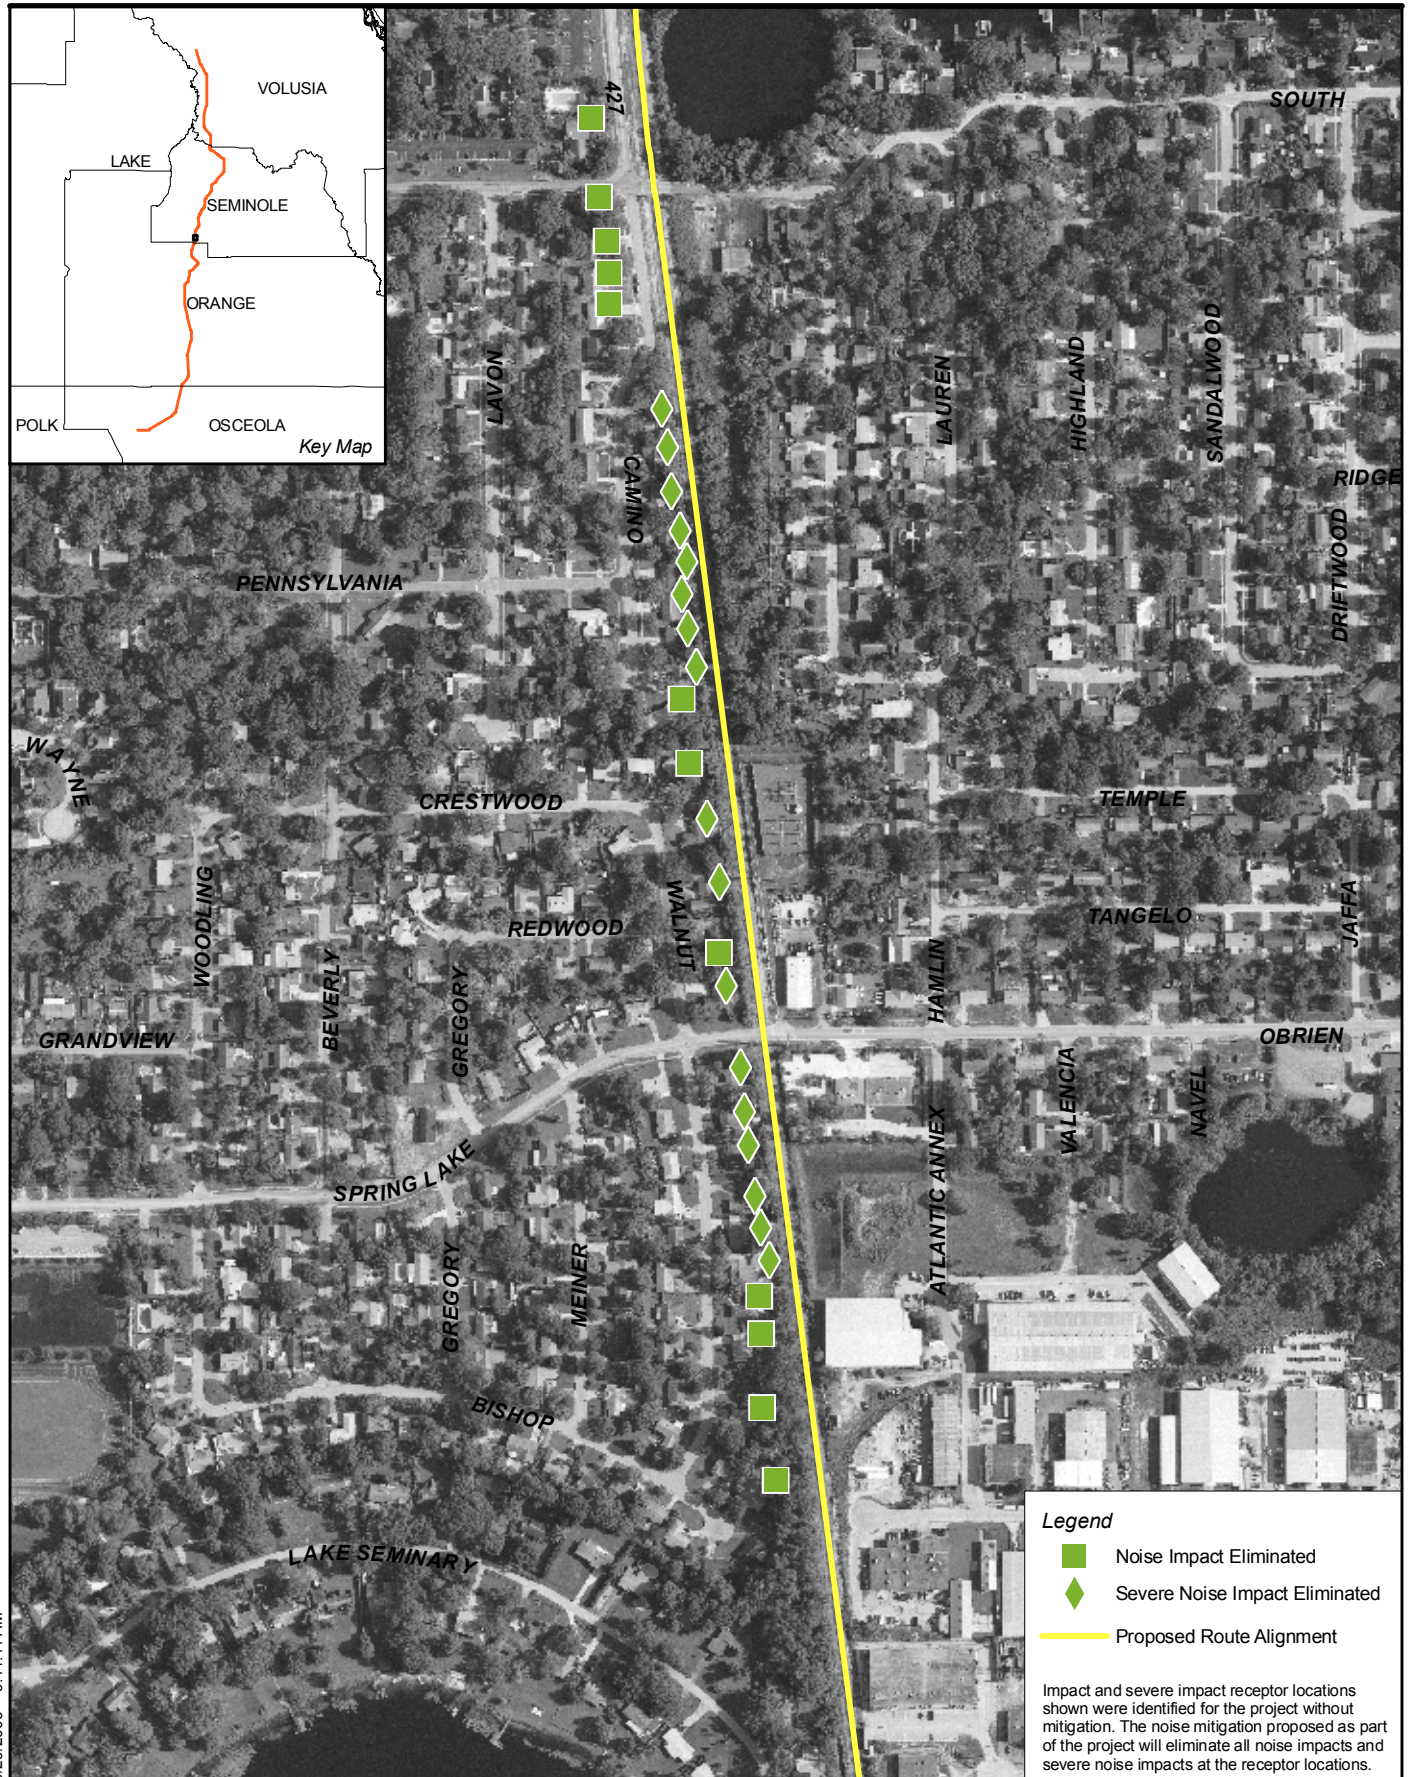 VOLUSIA
LAKE
SEMINOLE
ORANGE
POLK
OSCEOLA
Key Map
427
SOUTH
LAVON
CAMINO
LAUREN
HIGHLAND
SANDALWOOD
RIDGE
DRIFTWOOD
PENNSYLVANIA
WAYNE
CRESTWOOD
TEMPLE
WOODLING
WALNUT
REDWOOD
TANGELO
JAFFA
BEVERLY
GREGORY
HAMLIN
GRANDVIEW
OBRIEN
VALENCIA
NAVEL
ATLANTIC ANNEX
SPRING LAKE
GREGORY
MEINER
BISHOP
LAKE SEMINARY
Legend
Noise Impact Eliminated
Severe Noise Impact Eliminated
Proposed Route Alignment
Impact and severe impact receptor locations
shown were identified for the project without
mitigation. The noise mitigation proposed as part
of the project will eliminate all noise impacts and
severe noise impacts at the receptor locations.